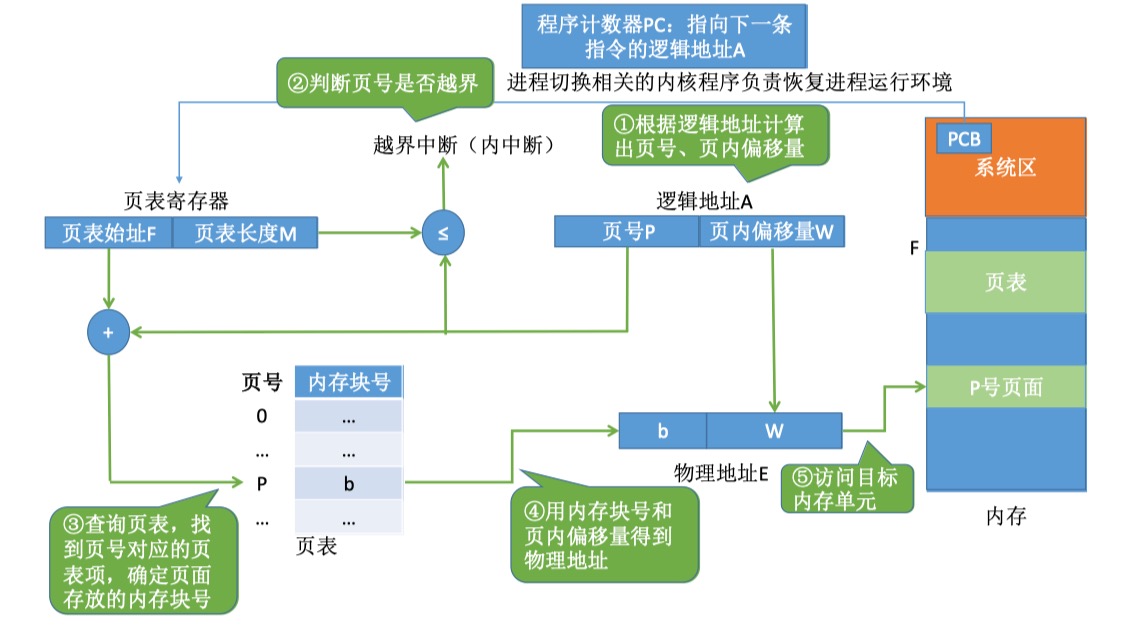 程序计数器PC：指向下一条
指令的逻辑地址A
②判断页号是否越界
进程切换相关的内核程序负责恢复进程运行环境
①根据逻辑地址计算
出页号、页内偏移量
越界中断（内中断）
PCB
系统区
页表寄存器
逻辑地址A
页表始址F
页表长度M
≤
页号P
页内偏移量W
F
页表
+
页号
内存块号
P号页面
0
...
...
...
b
W
P
b
物理地址E
⑤访问目标
内存单元
...
...
页表
内存
③查询页表，找
到页号对应的页
表项，确定页面
存放的内存块号
④用内存块号和
页内偏移量得到
物理地址